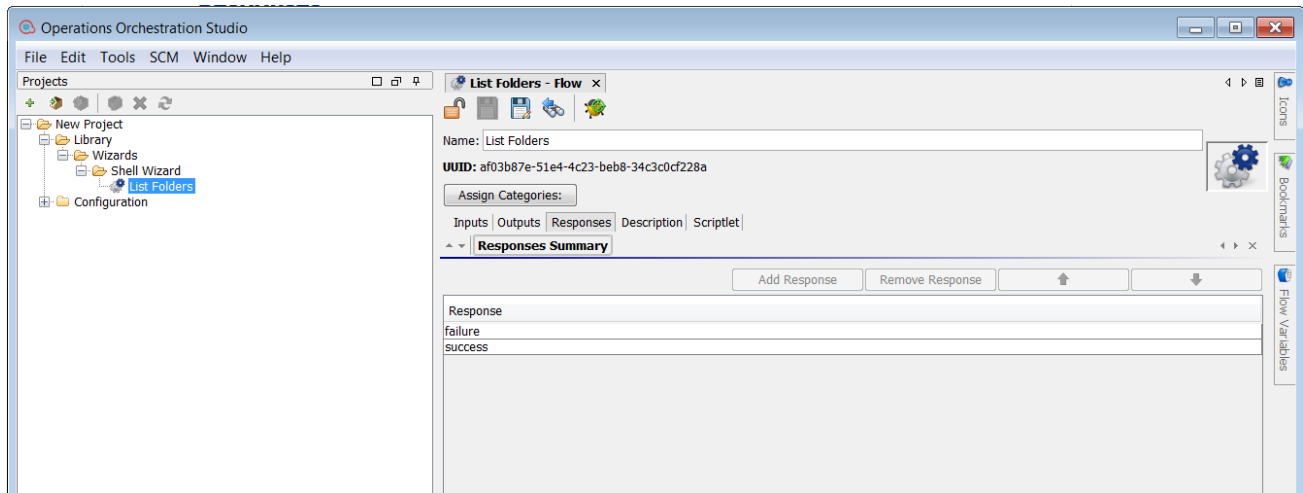 Operations Orchestration Studio
File Edit Tools SCM Window Help
Projects
New Project
Library
Wizards
Shell Wizard
List Folders
Configuration
List Folders - Flow
Name: List Folders
UUID: af03b87e-51e4-4c23-beb8-34c3c0cf228a
Assign Categories:
Inputs Outputs Responses Description Scriptlet
Responses Summary
Add Response Remove Response
Response
failure
success
Icons
Bookmarks
Flow Variables